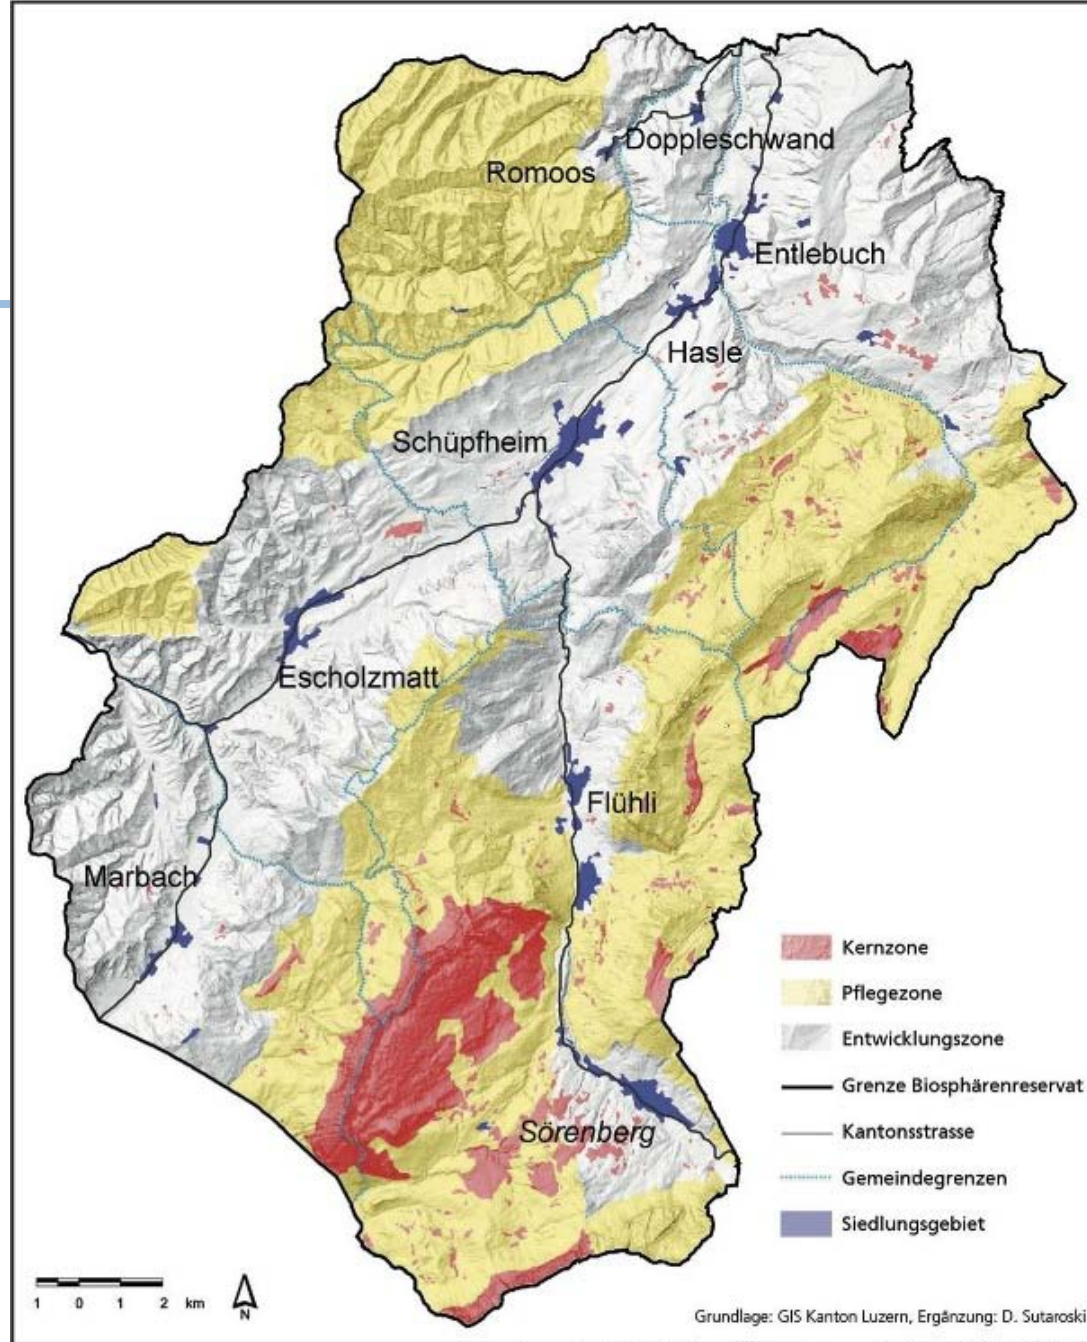 Doppleschwand
Romoos
Entlebuch
Hasle
Schüpfheim
Escholzmatt
Flühli
Marbach
Sörenberg
Kernzone
Pflegezone
Entwicklungszone
Grenze Biosphärenreservat
Kantonsstrasse
Gemeindegrenzen
Siedlungsgebiet
1 0 1 2 km
N
Grundlage: GIS Kanton Luzern, Ergänzung: D. Sutaroski